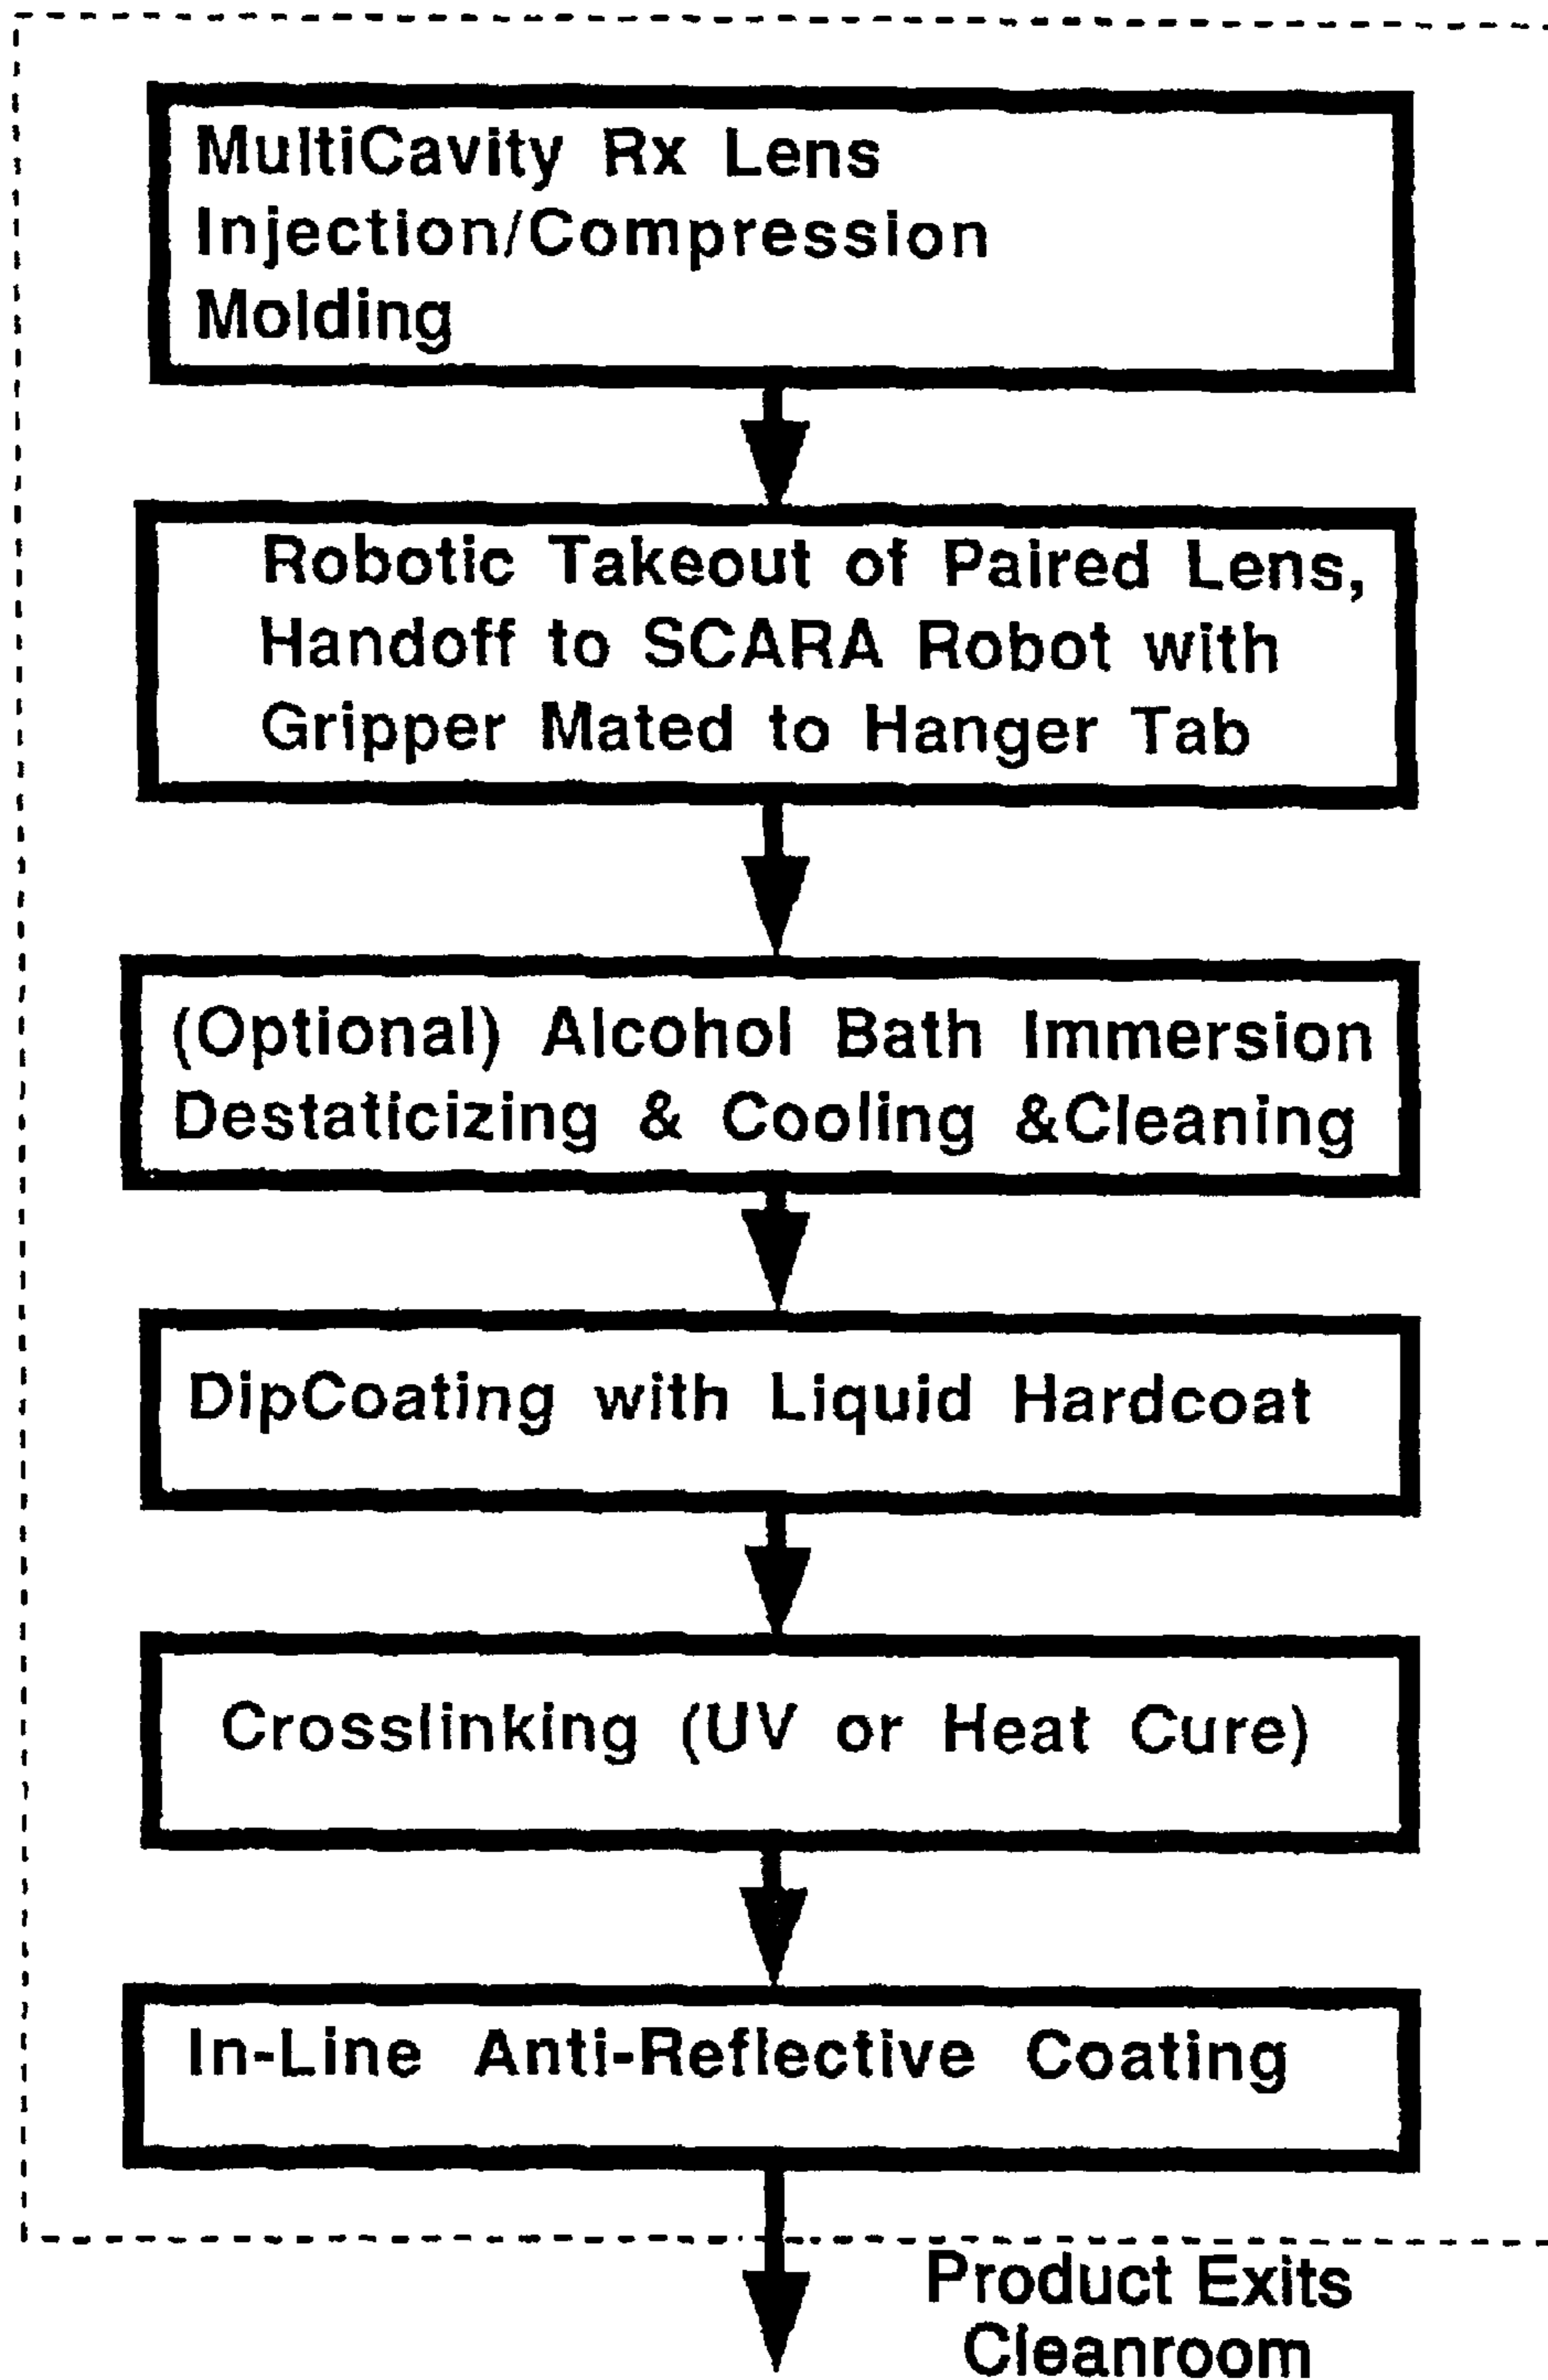 MultiCavity Rx Lens
Injection/Compression
Molding
Robotic Takeout of Paired Lens,
Handoff to SCARA Robot with
Gripper Mated to Hanger Tab
(Optional) Alcohol Bath Immersion
Destaticizing & Cooling &Cleaning
DipCoating with Liquid Hardcoat
Crosslinking (UV or Heat Cure)
In-Line Anti-Reflective Coating
Product Exits
Cleanroom